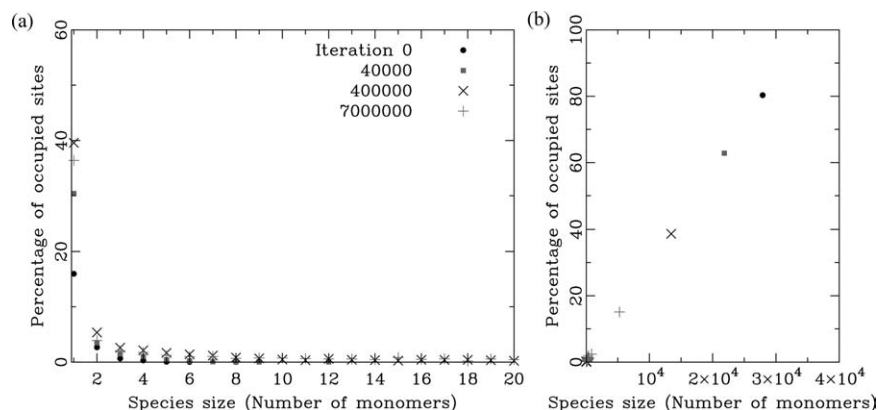 (a)
Percentage of occupied sites
60
40
20
0
Iteration 0
40000
400000
7000000
2 4 6 8 10 12 14 16 18 20
Species size (Number of monomers)
(b)
Percentage of occupied sites
100
80
60
40
20
0
10⁴ 2×10⁴ 3×10⁴ 4×10⁴
Species size (Number of monomers)